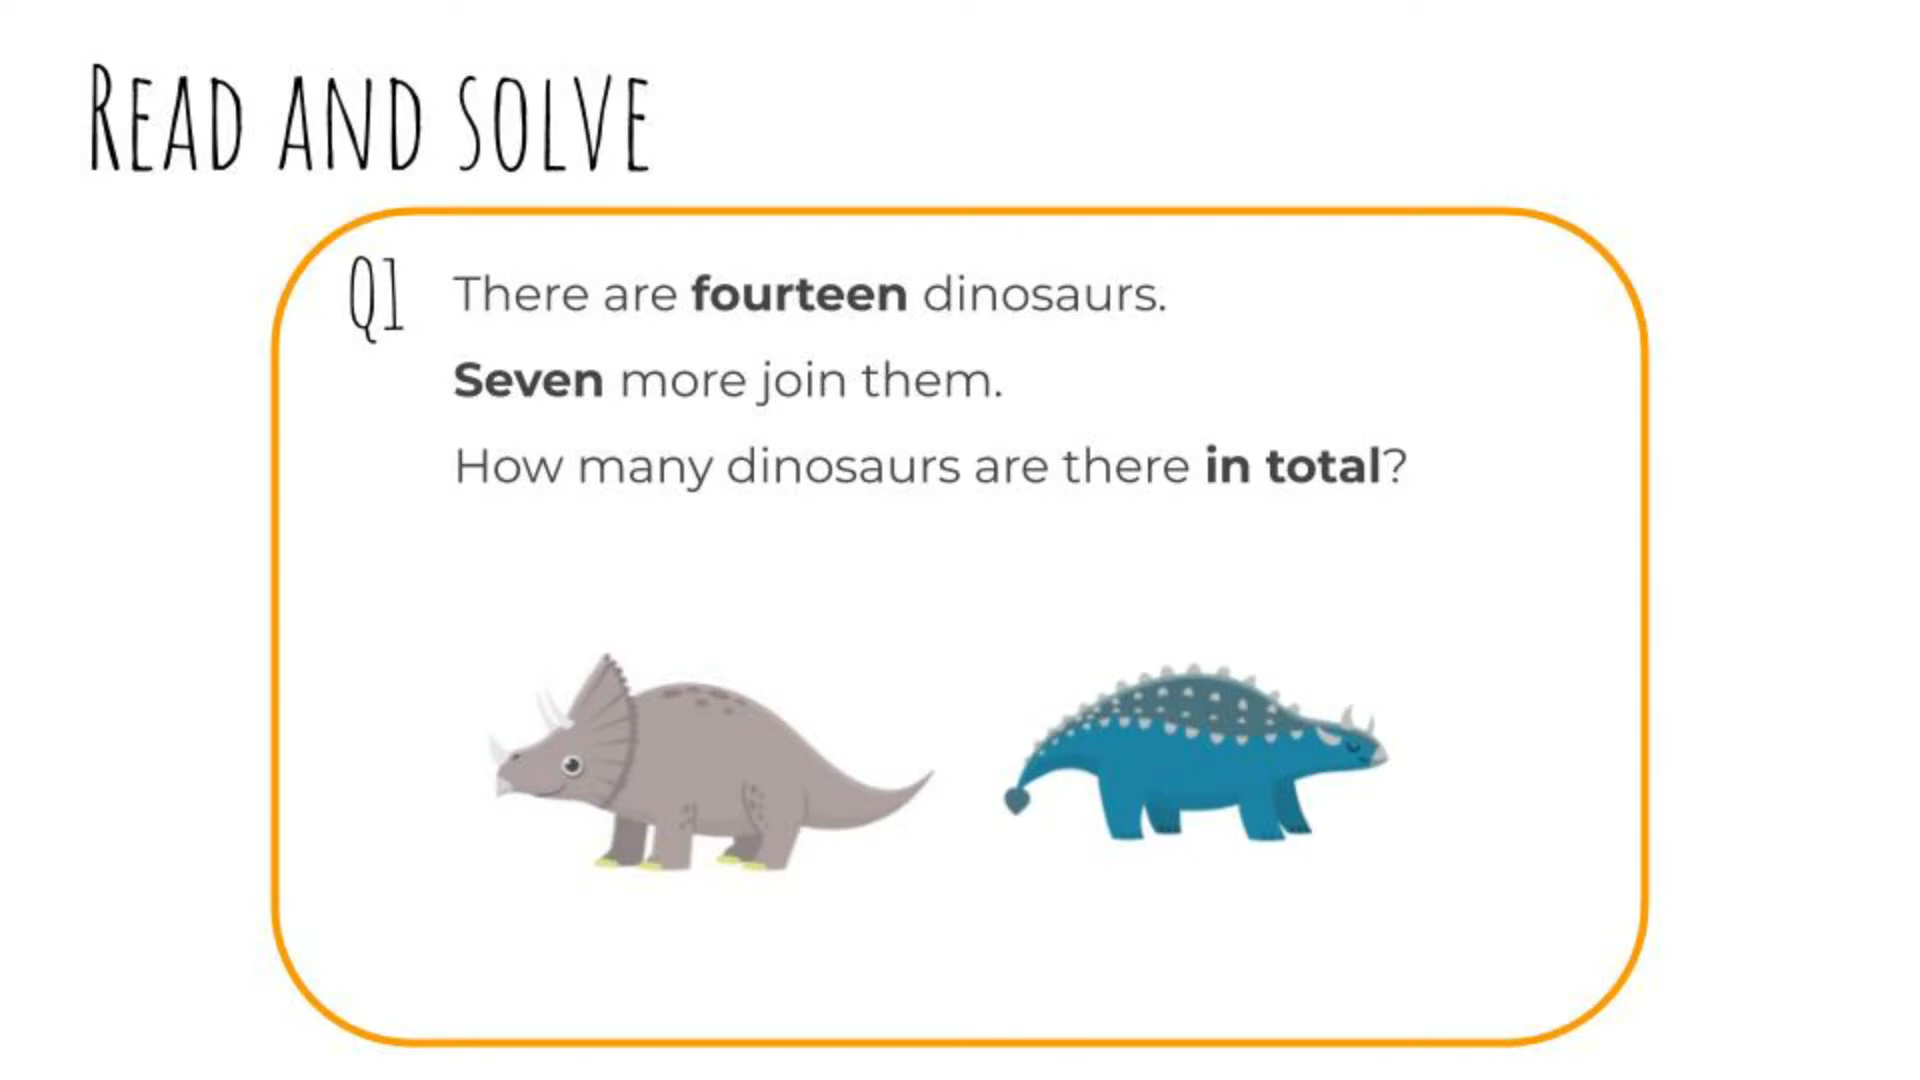 READ AND SOLVE
Q1 There are fourteen dinosaurs.
Seven more join them.
How many dinosaurs are there in total?